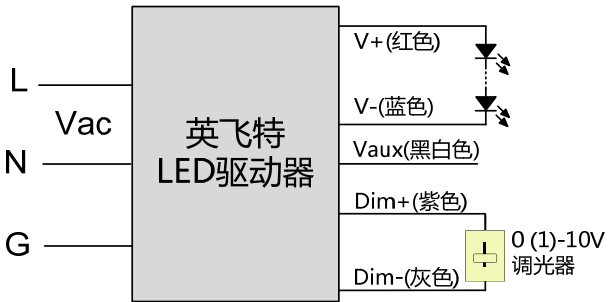 L
Vac
N
G
英飞特
LED驱动器
V+(红色)
V-(蓝色)
Vaux(黑白色)
Dim+(紫色)
Dim-(灰色)
0 (1)-10V
调光器